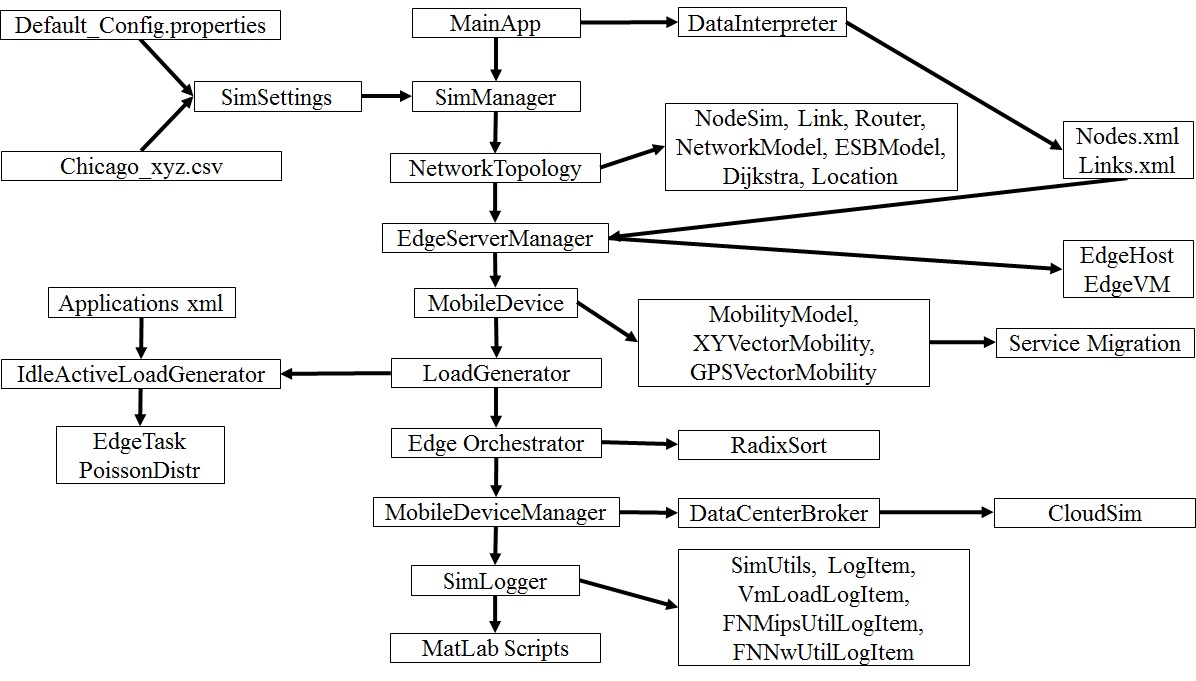 Default_Config.properties
MainApp
DataInterpreter
SimSettings
SimManager
Chicago_xyz.csv
NetworkTopology
NodeSim, Link, Router,
NetworkModel, ESBModel,
Dijkstra, Location
Nodes.xml
Links.xml
EdgeServerManager
EdgeHost
EdgeVM
Applications xml
MobileDevice
MobilityModel,
XYVectorMobility,
GPSVectorMobility
Service Migration
IdleActiveLoadGenerator
LoadGenerator
EdgeTask
PoissonDistr
Edge Orchestrator
RadixSort
MobileDeviceManager
DataCenterBroker
CloudSim
SimLogger
SimUtils, LogItem,
VmLoadLogItem,
FNMipsUtilLogItem,
FNNwUtilLogItem
MatLab Scripts